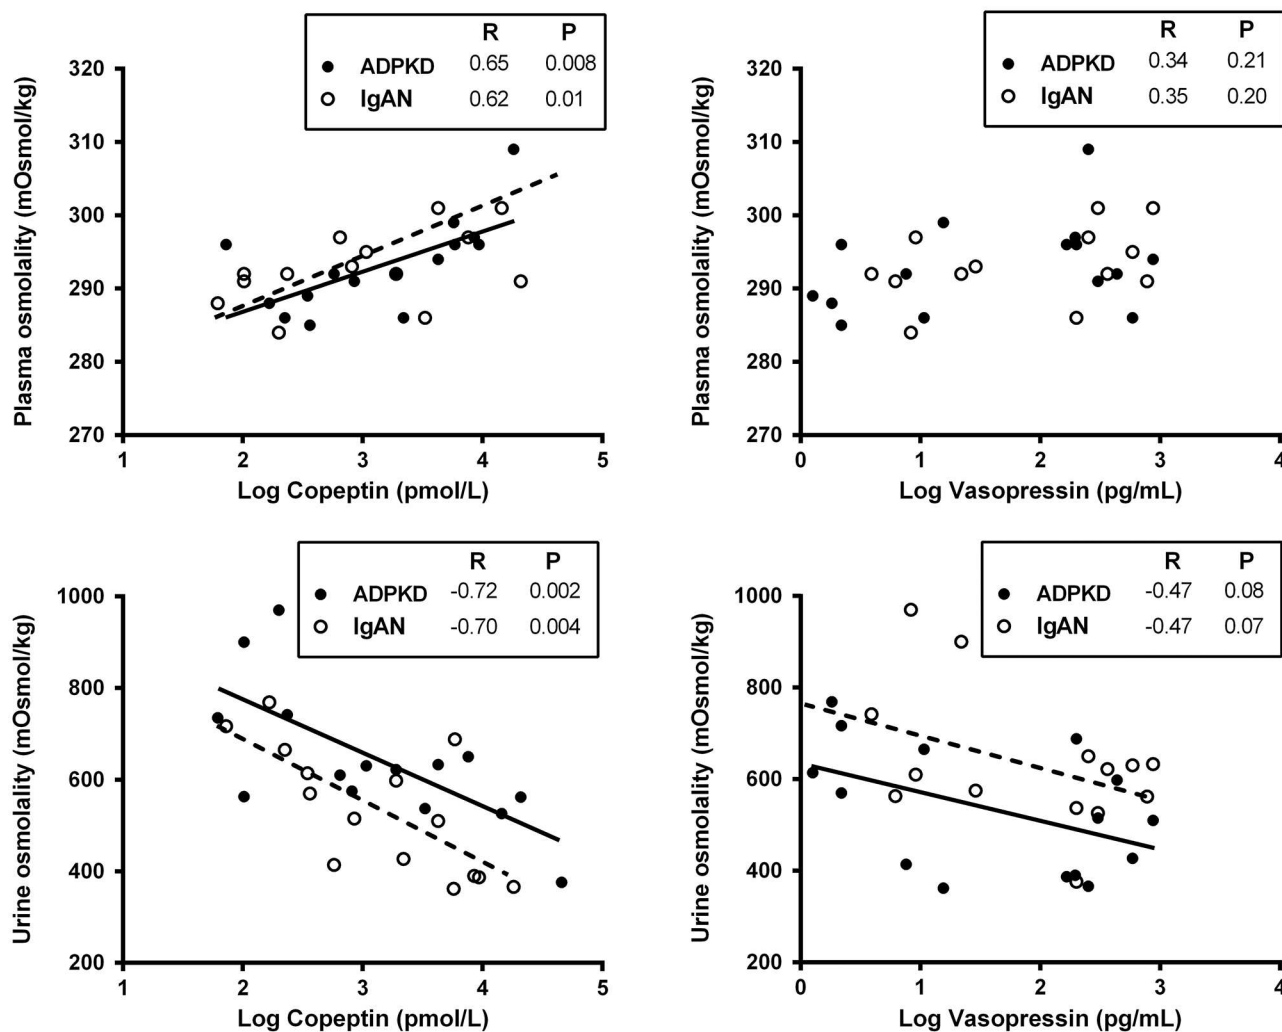 R P
ADPKD 0.65 0.008
IgAN 0.62 0.01
Plasma osmolality (mOsmol/kg)
320
310
300
290
280
270
1 2 3 4 5
Log Copeptin (pmol/L)
R P
ADPKD 0.34 0.21
IgAN 0.35 0.20
Plasma osmolality (mOsmol/kg)
320
310
300
290
280
270
0 1 2 3 4
Log Vasopressin (pg/mL)
R P
ADPKD -0.72 0.002
IgAN -0.70 0.004
Urine osmolality (mOsmol/kg)
1000
800
600
400
200
1 2 3 4 5
Log Copeptin (pmol/L)
R P
ADPKD -0.47 0.08
IgAN -0.47 0.07
Urine osmolality (mOsmol/kg)
1000
800
600
400
200
0 1 2 3 4
Log Vasopressin (pg/mL)